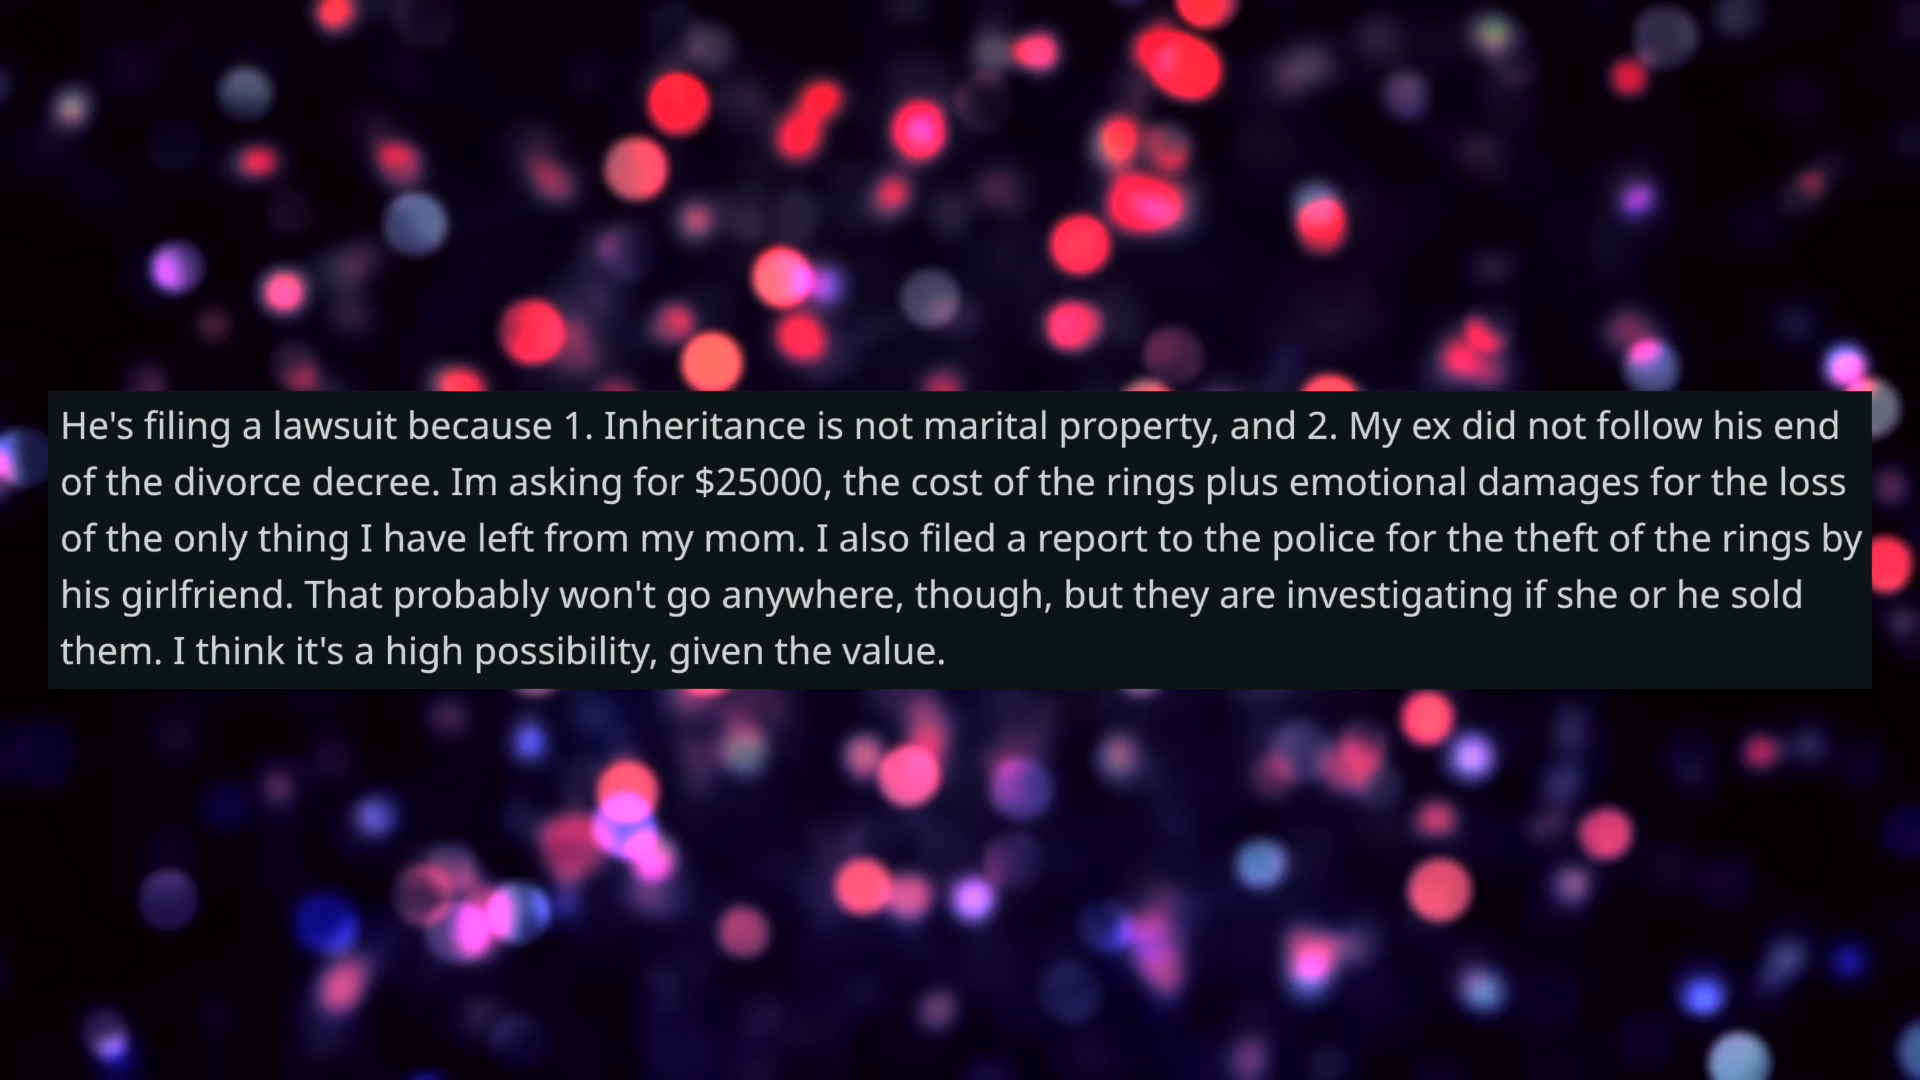 He's filing a lawsuit because 1. Inheritance is not marital property, and 2. My ex did not follow his end
of the divorce decree. Im asking for $25000, the cost of the rings plus emotional damages for the loss
of the only thing I have left from my mom. I also filed a report to the police for the theft of the rings by
his girlfriend. That probably won't go anywhere, though, but they are investigating if she or he sold
them. I think it's a high possibility, given the value.